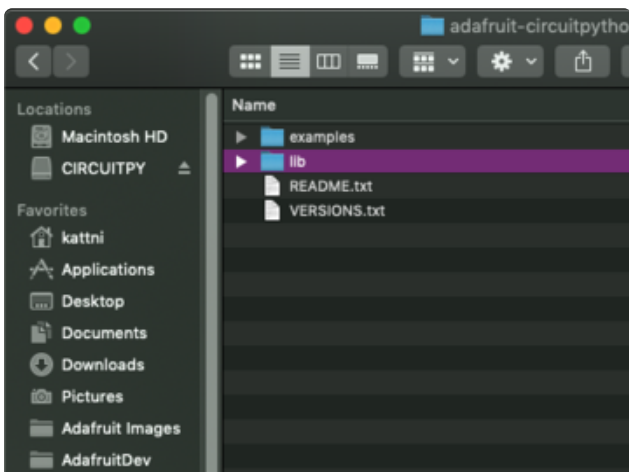 adafruit-circuitpytho
Locations
Macintosh HD
CIRCUITPY
Favorites
kattni
Applications
Desktop
Documents
Downloads
Pictures
Adafruit Images
AdafruitDev
Name
examples
lib
README.txt
VERSIONS.txt